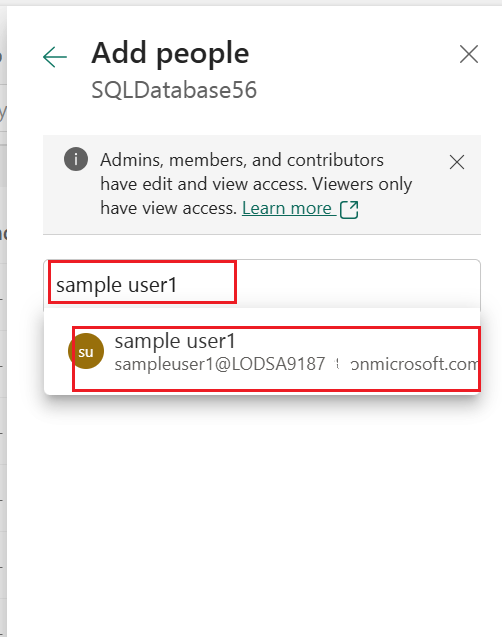 Add people
SQLDatabase56
Admins, members, and contributors
have edit and view access. Viewers only
have view access. Learn more
sample user1
su
sample user1
sampleuser1@LODSA9187 onmicrosoft.com